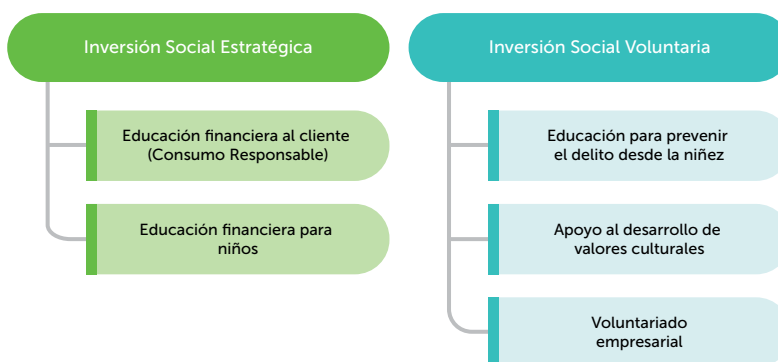 Inversión Social Estratégica
Educación financiera al cliente
(Consumo Responsable)
Educación financiera para
niños
Inversión Social Voluntaria
Educación para prevenir
el delito desde la niñez
Apoyo al desarrollo de
valores culturales
Voluntariado
empresarial